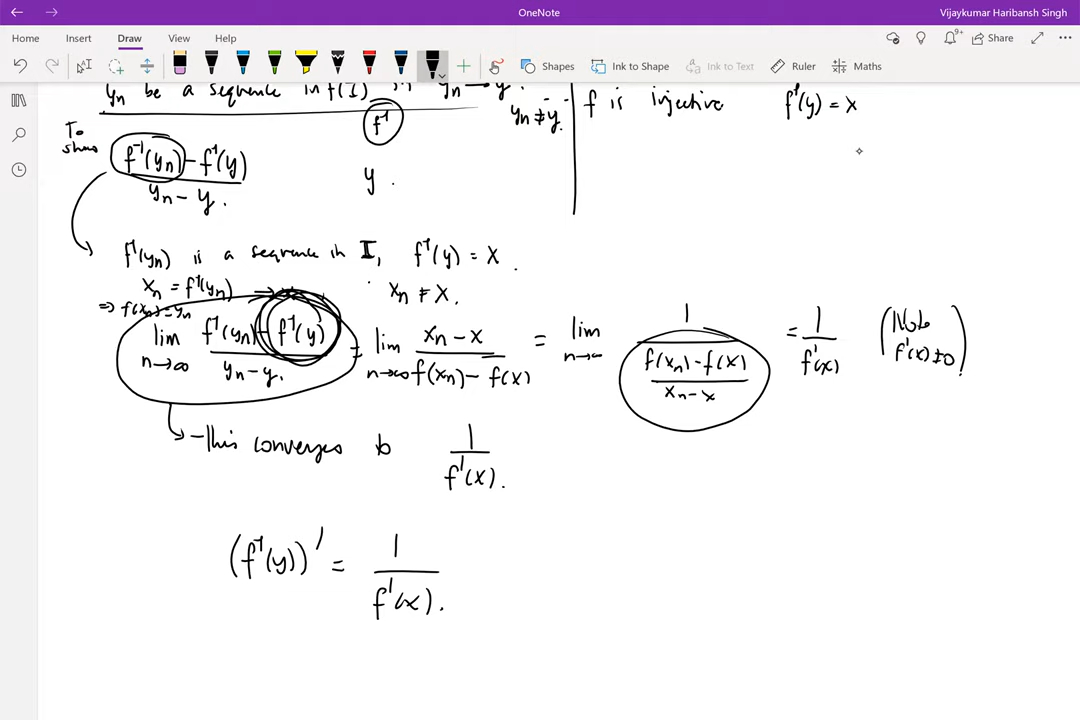 OneNote
Vijaykumar Haribansh Singh
Home Insert Draw View Help
9+
Share
Shapes
Ink to Shape
Ink to Text
Ruler
Maths
yn be a sequence in f(I) yn → y.
yn ≠ y.
f is injective f⁻¹(y) = x
To show
f⁻¹
(f⁻¹(yn) - f⁻¹(y)) / (yn - y).
y.
f⁻¹(yn) is a sequence in I, f⁻¹(y) = x.
xn = f⁻¹(yn) →
xn ≠ x.
⇒ f(xn) = yn
lim n→∞ (f⁻¹(yn) - f⁻¹(y)) / (yn - y). = lim n→∞ (xn - x) / (f(xn) - f(x)) = lim n→∞ 1 / ((f(xn) - f(x)) / (xn - x)) = 1 / f'(x) (Note f'(x) ≠ 0)
- This converges to 1 / f'(x).
(f⁻¹(y))' = 1 / f'(x).